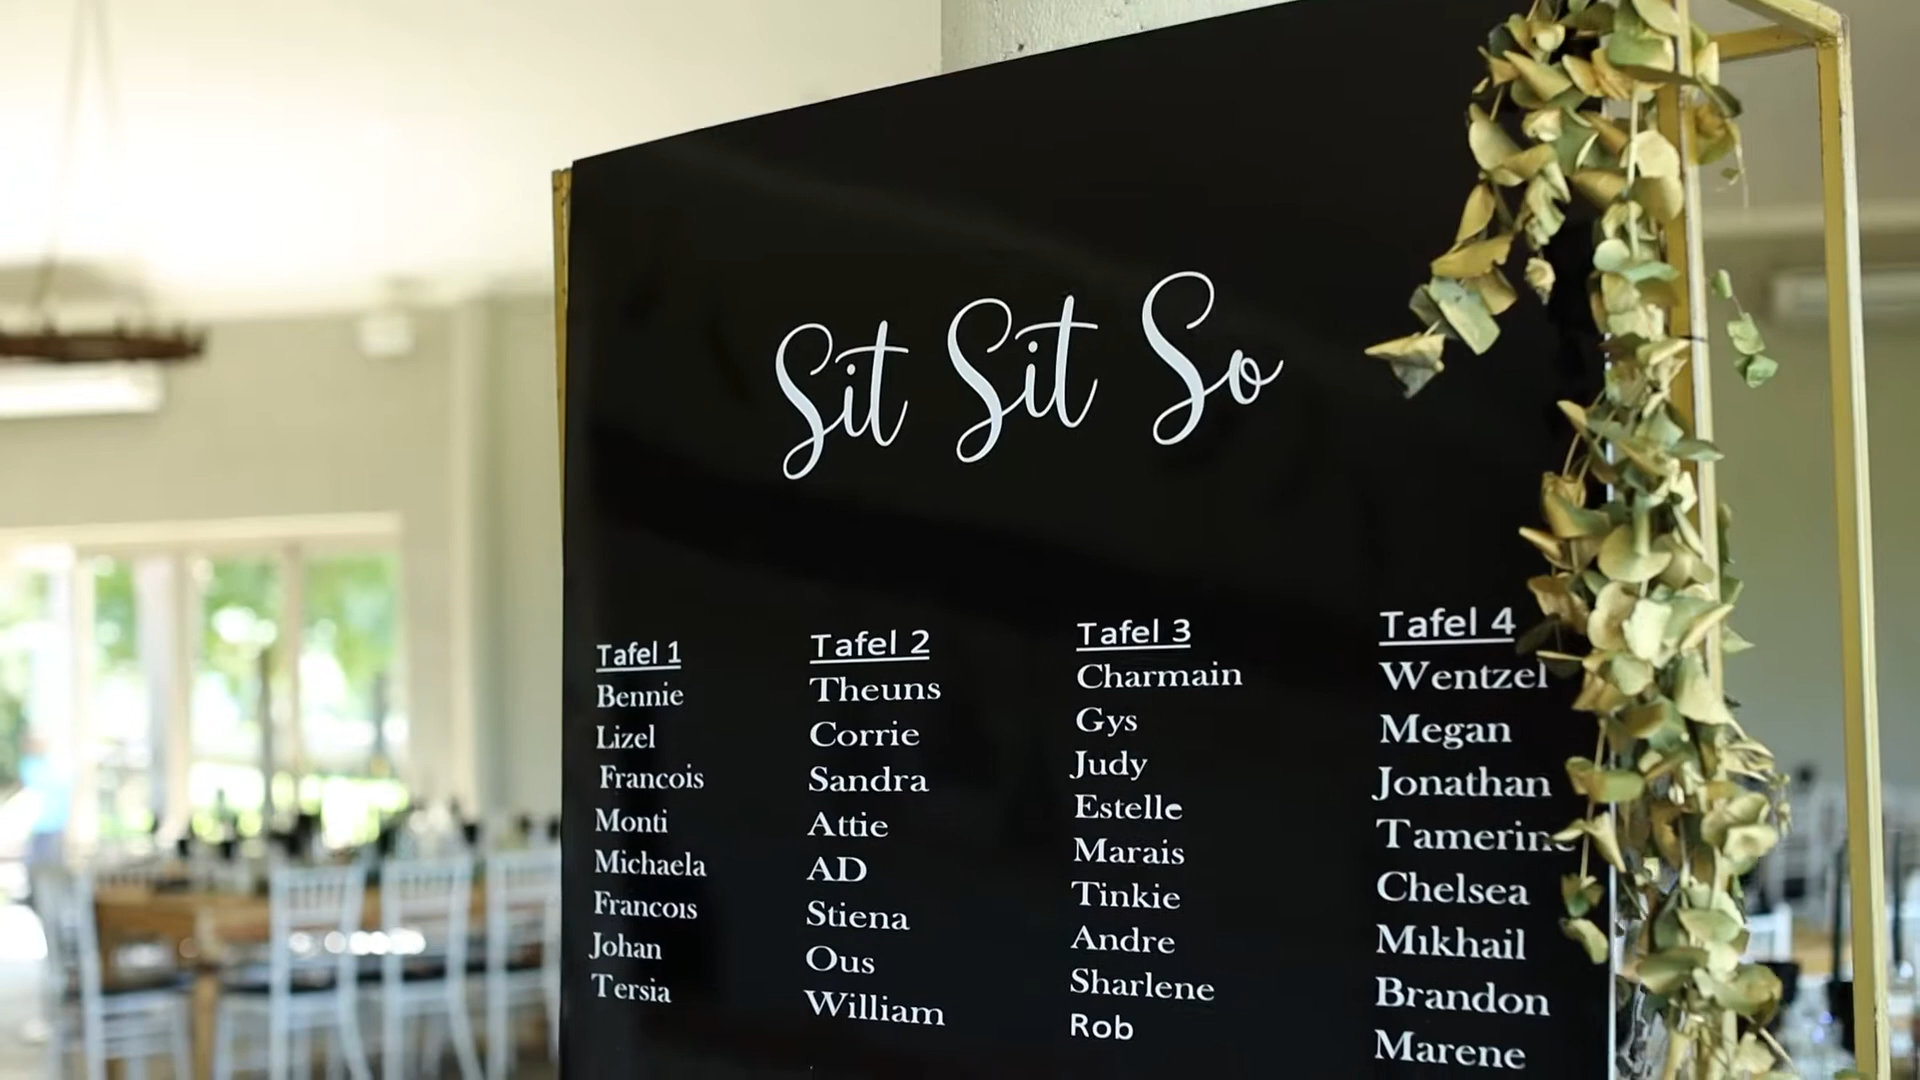 Sit Sit So
Tafel 1
Bennie
Lizel
Francois
Monti
Michaela
Francois
Johan
Tersia
Tafel 2
Theuns
Corrie
Sandra
Attie
AD
Stiena
Ous
William
Tafel 3
Charmain
Gys
Judy
Estelle
Marais
Tinkie
Andre
Sharlene
Rob
Tafel 4
Wentzel
Megan
Jonathan
Tamerine
Chelsea
Mikhail
Brandon
Marene